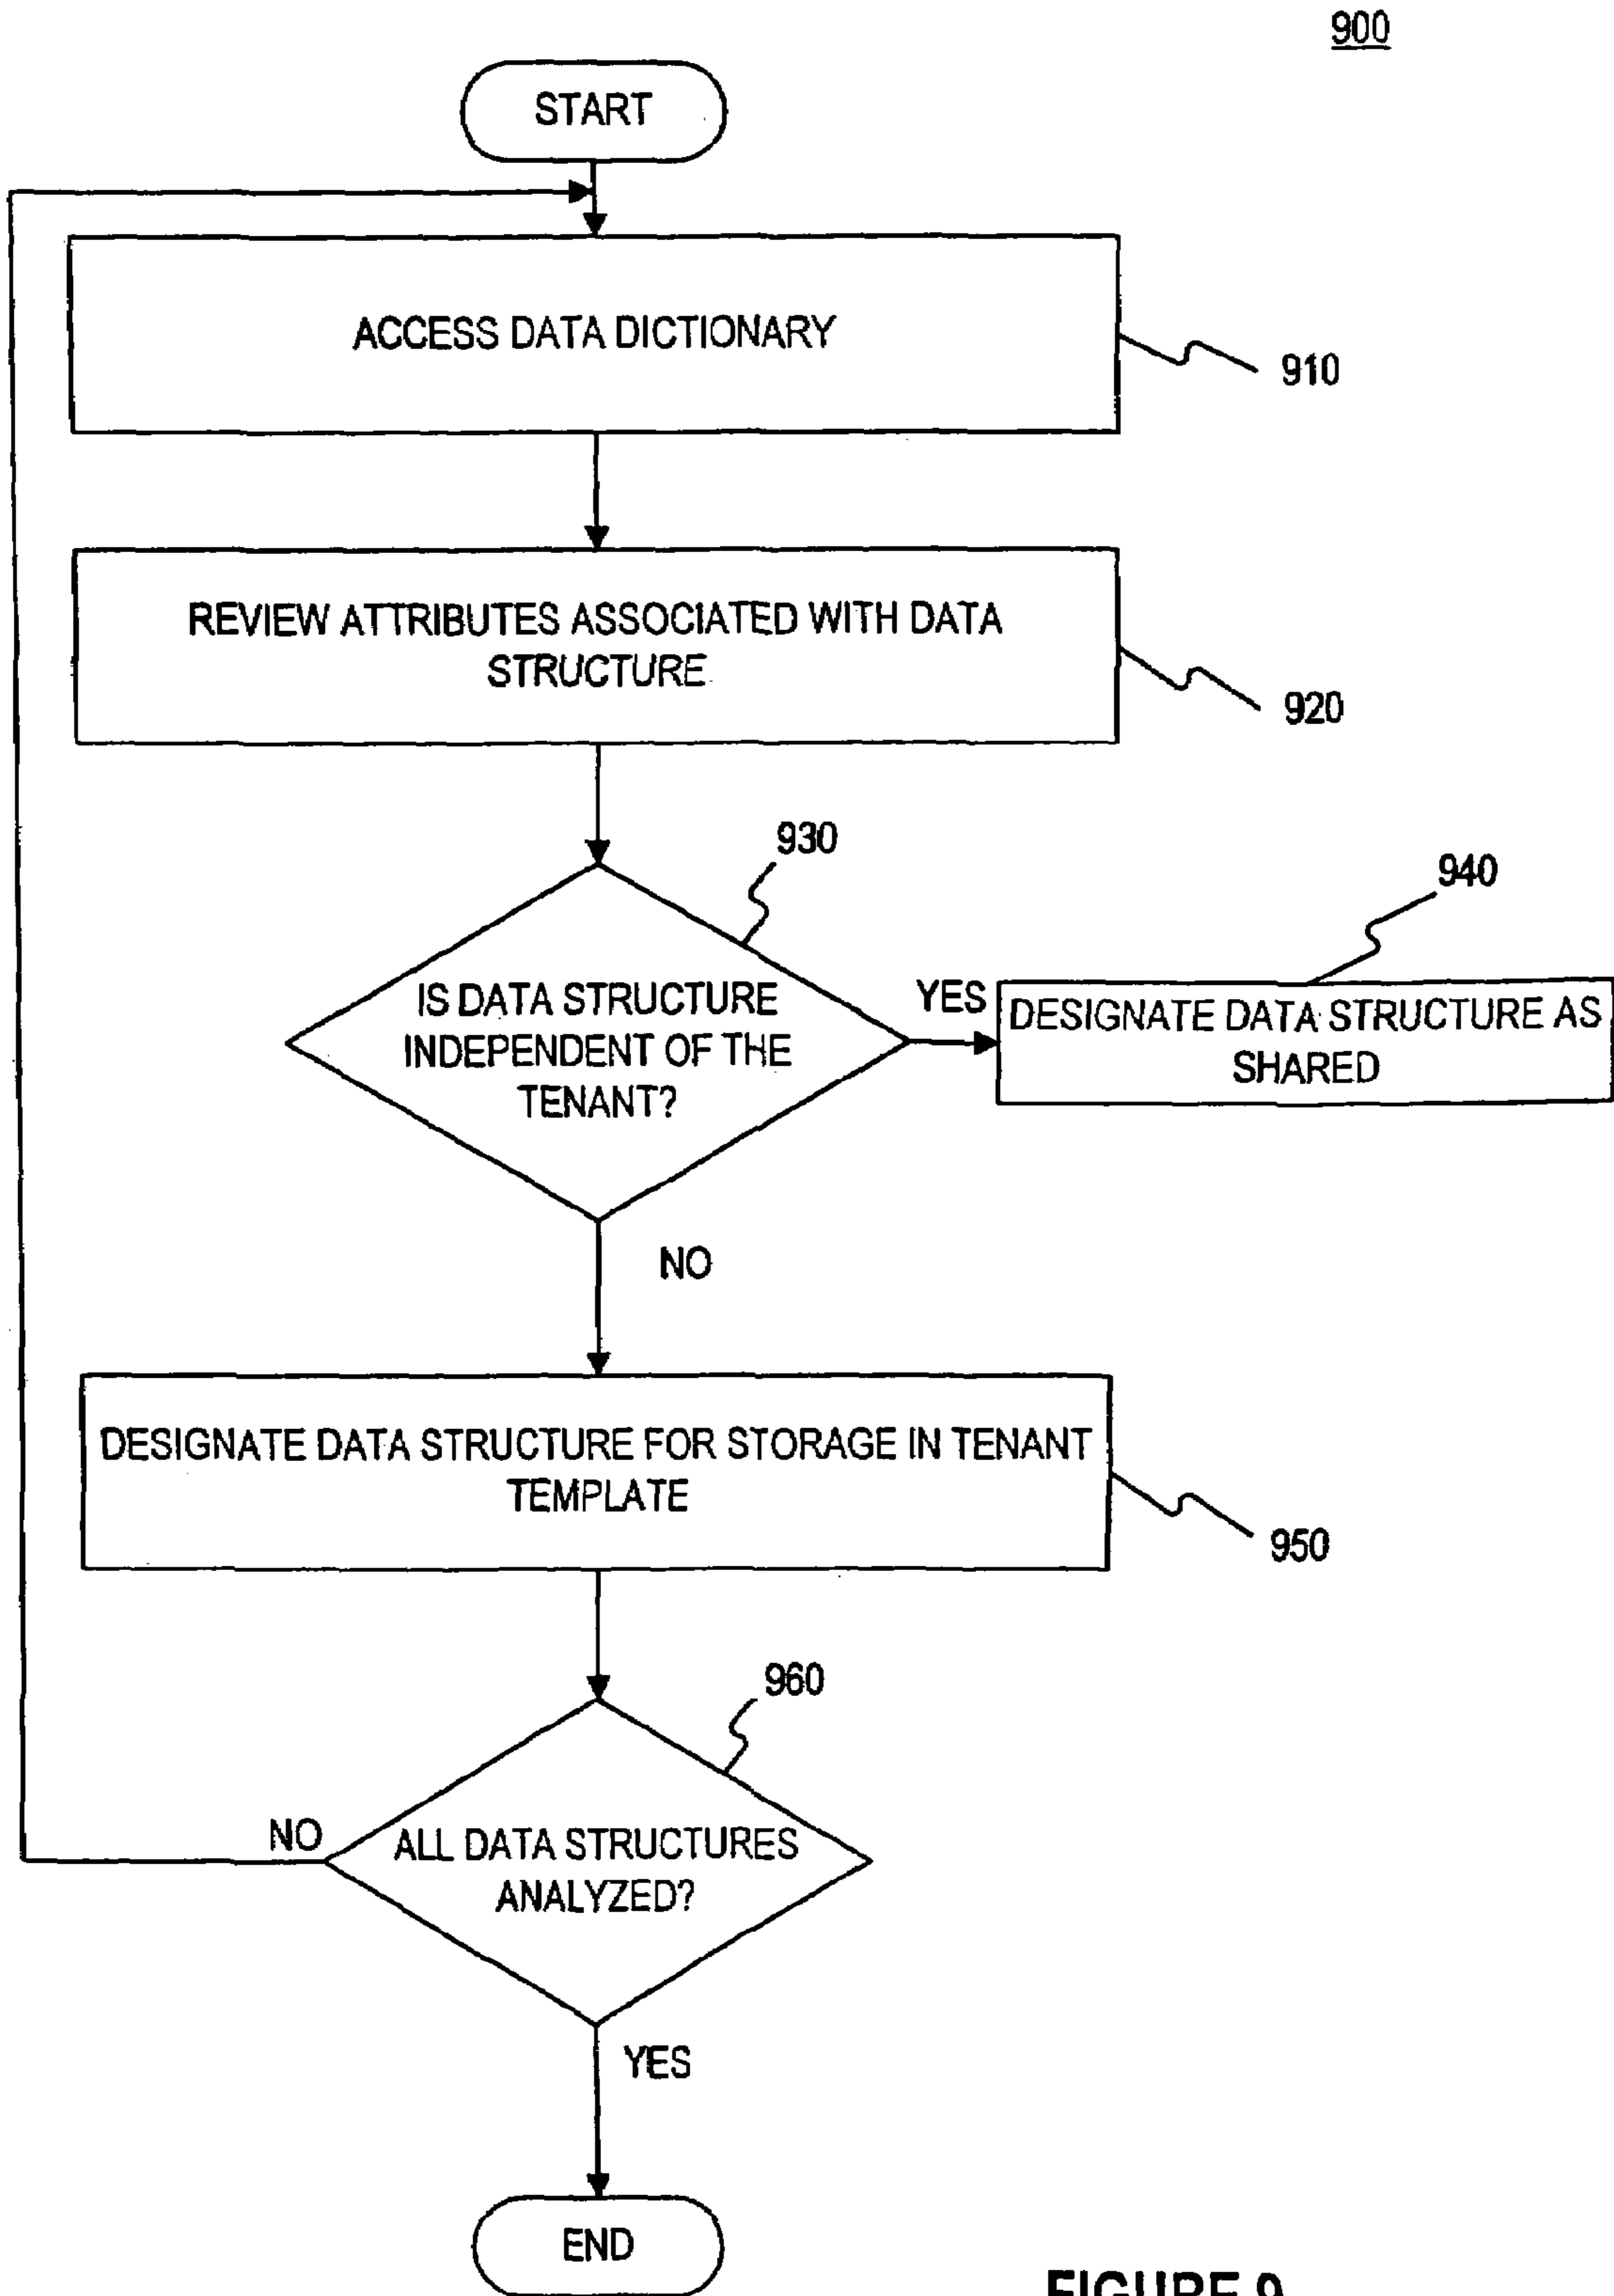 900
START
ACCESS DATA DICTIONARY
910
REVIEW ATTRIBUTES ASSOCIATED WITH DATA
STRUCTURE
920
930
IS DATA STRUCTURE
INDEPENDENT OF THE
TENANT?
YES
940
DESIGNATE DATA STRUCTURE AS
SHARED
NO
DESIGNATE DATA STRUCTURE FOR STORAGE IN TENANT
TEMPLATE
950
960
ALL DATA STRUCTURES
ANALYZED?
NO
YES
END
FIGURE 9